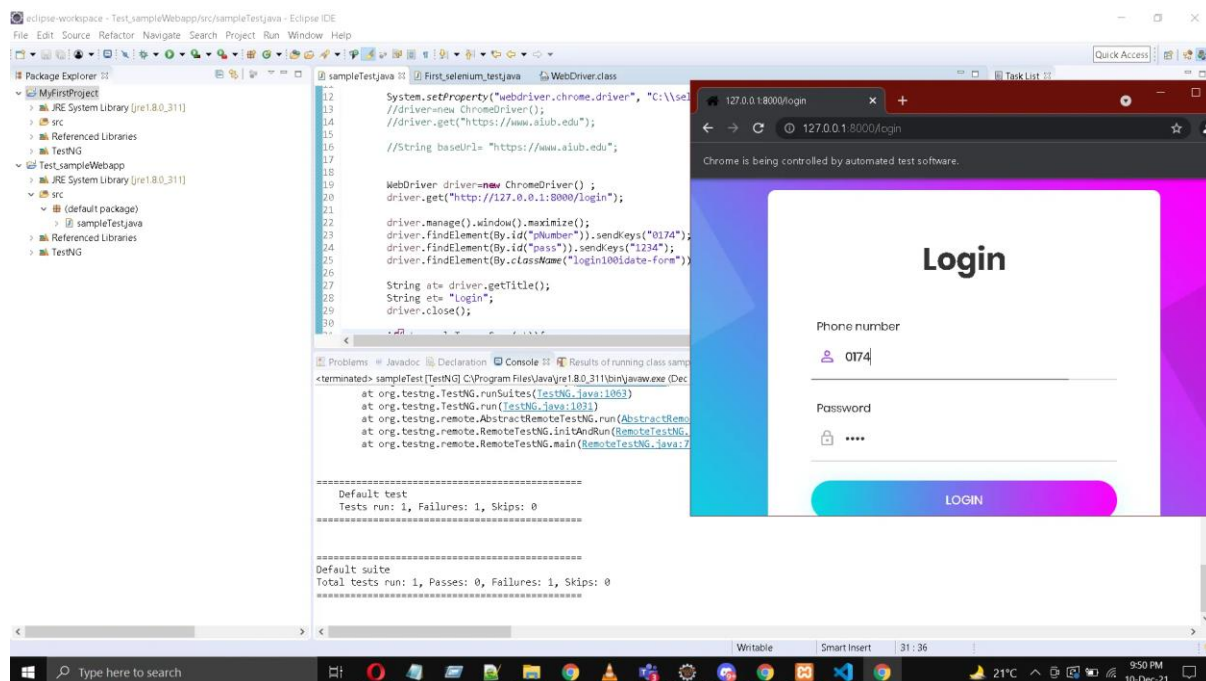 eclipse-workspace - Test_sampleWebapp/src/sampleTest.java - Eclipse IDE
File Edit Source Refactor Navigate Search Project Run Window Help
Quick Access
Package Explorer
MyFirstProject
JRE System Library [jre1.8.0_311]
src
Referenced Libraries
TestNG
Test_sampleWebapp
JRE System Library [jre1.8.0_311]
src
(default package)
sampleTest.java
Referenced Libraries
TestNG
sampleTest.java First_selenium_test.java WebDriver.class
Task List
12 System.setProperty("webdriver.chrome.driver", "C:\\sel
13 //driver=new ChromeDriver();
14 //driver.get("https://www.aiub.edu");
15
16 //String baseUrl= "https://www.aiub.edu";
17
18
19 WebDriver driver=new ChromeDriver() ;
20 driver.get("http://127.0.0.1:8000/login");
21
22 driver.manage().window().maximize();
23 driver.findElement(By.id("pNumber")).sendKeys("0174");
24 driver.findElement(By.id("pass")).sendKeys("1234");
25 driver.findElement(By.className("login100idate-form"))
26
27 String at= driver.getTitle();
28 String et= "Login";
29 driver.close();
30
Problems Javadoc Declaration Console Results of running class samp
<terminated> sampleTest [TestNG] C:\Program Files\Java\jre1.8.0_311\bin\javaw.exe (Dec
at org.testng.TestNG.runSuites(TestNG.java:1063)
at org.testng.TestNG.run(TestNG.java:1031)
at org.testng.remote.AbstractRemoteTestNG.run(AbstractRemo
at org.testng.remote.RemoteTestNG.initAndRun(RemoteTestNG.
at org.testng.remote.RemoteTestNG.main(RemoteTestNG.java:7
===============================================
Default test
Tests run: 1, Failures: 1, Skips: 0
===============================================
===============================================
Default suite
Total tests run: 1, Passes: 0, Failures: 1, Skips: 0
===============================================
127.0.0.1:8000/login
127.0.0.1:8000/login
Chrome is being controlled by automated test software.
Login
Phone number
0174
Password
••••
LOGIN
Writable Smart Insert 31 : 36
Type here to search
21°C
9:50 PM
10-Dec-21